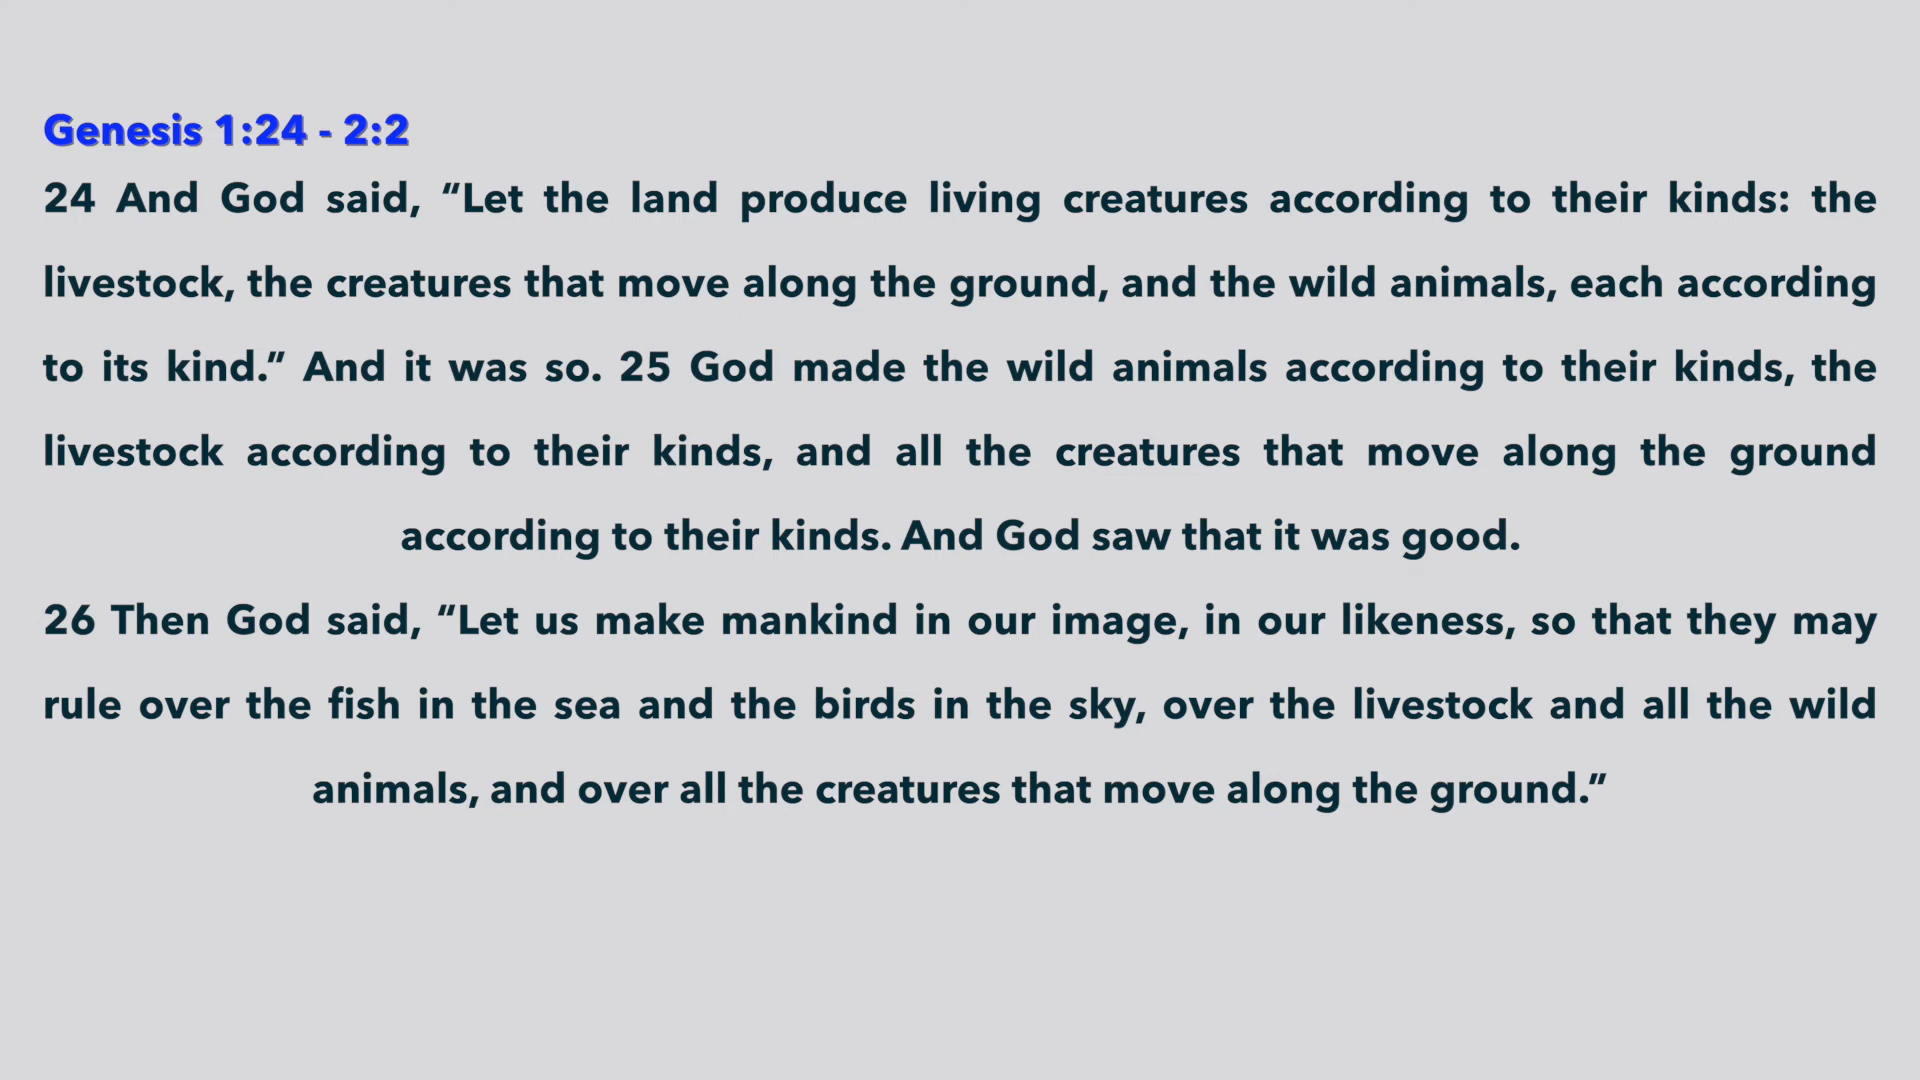 Genesis 1:24 - 2:2
24 And God said, “Let the land produce living creatures according to their kinds: the
livestock, the creatures that move along the ground, and the wild animals, each according
to its kind.” And it was so. 25 God made the wild animals according to their kinds, the
livestock according to their kinds, and all the creatures that move along the ground
according to their kinds. And God saw that it was good.
26 Then God said, “Let us make mankind in our image, in our likeness, so that they may
rule over the fish in the sea and the birds in the sky, over the livestock and all the wild
animals, and over all the creatures that move along the ground.”